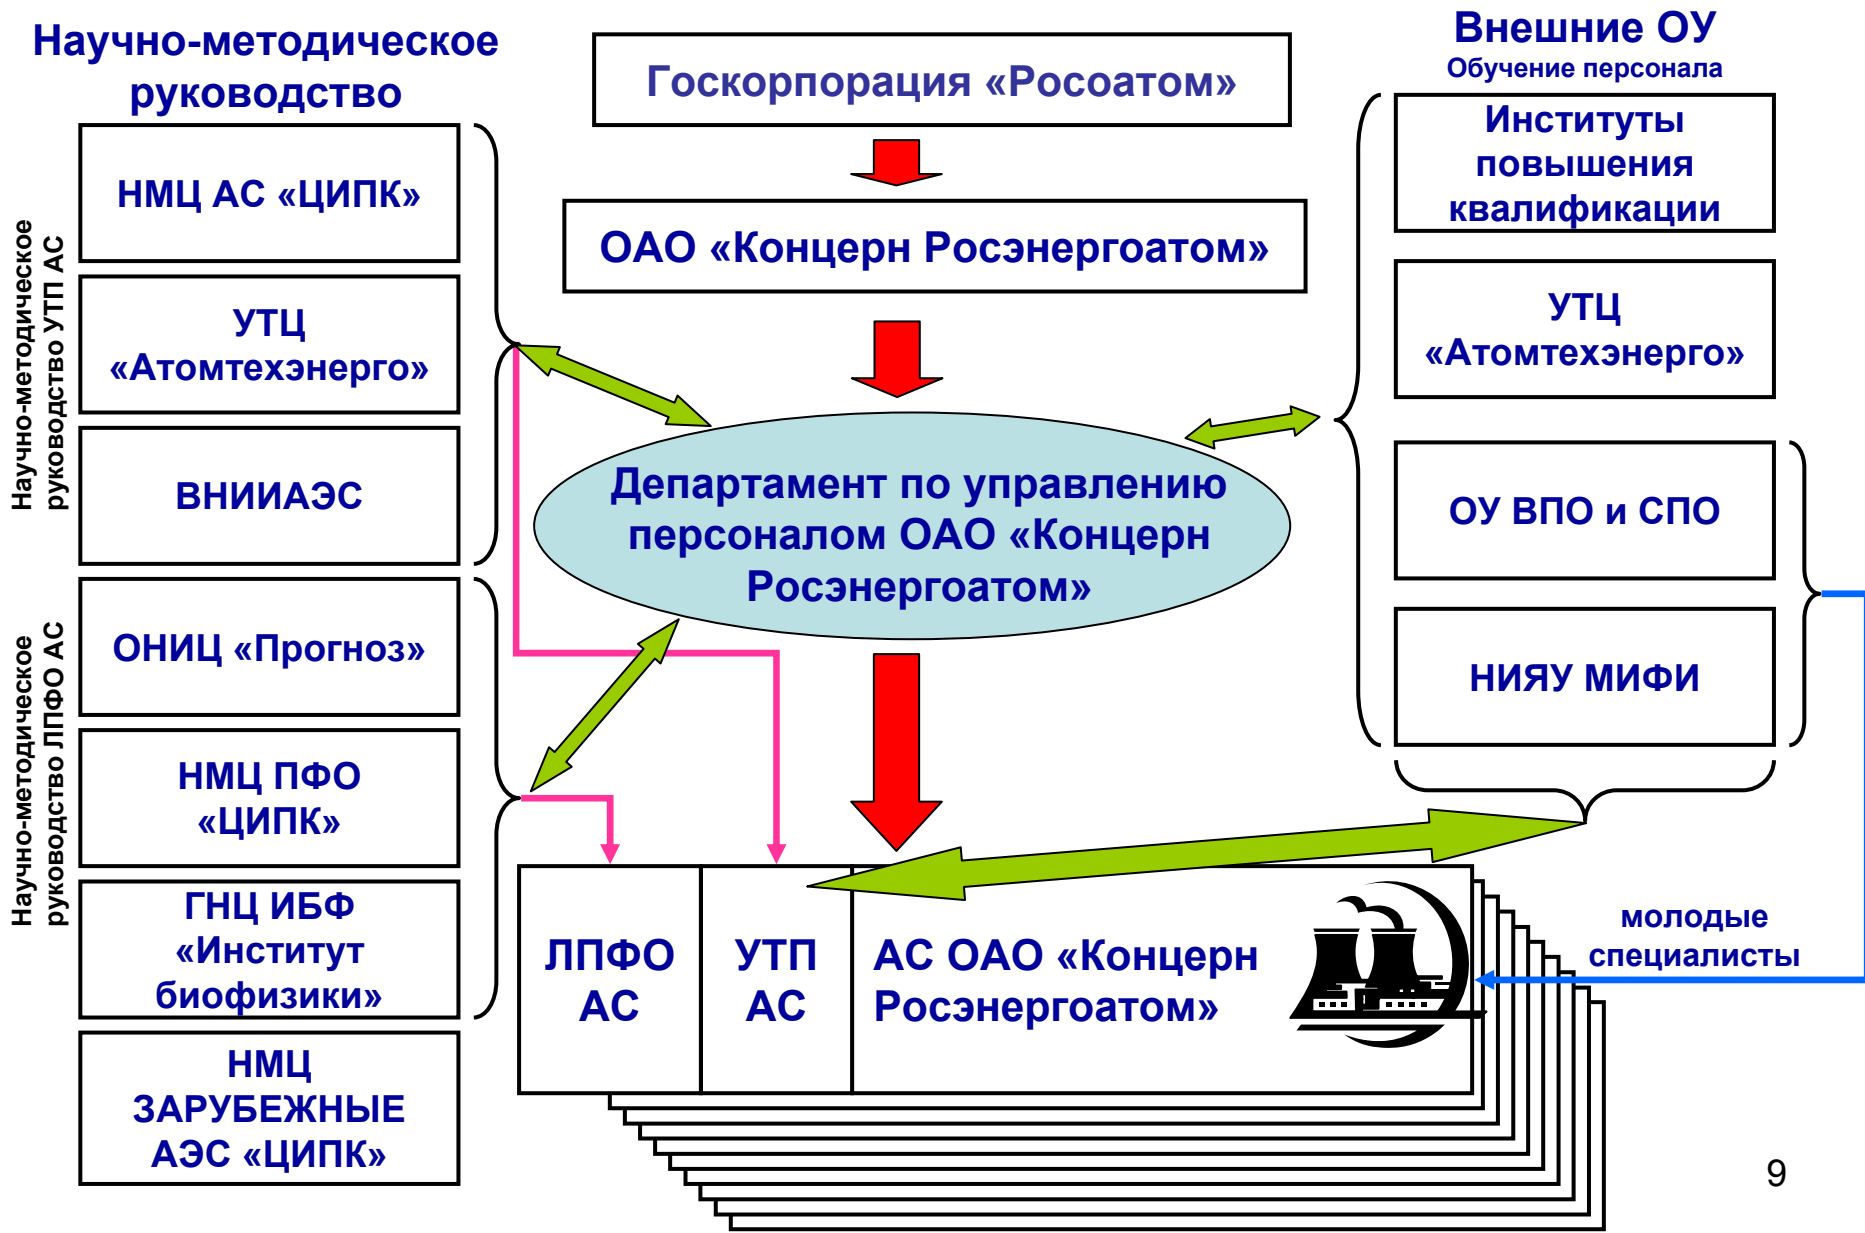 Научно-методическое
руководство
Научно-методическое
руководство УТП АС
НМЦ АС «ЦИПК»
УТЦ
«Атомтехэнерго»
ВНИИАЭС
Научно-методическое
руководство ЛПФО АС
ОНИЦ «Прогноз»
НМЦ ПФО
«ЦИПК»
ГНЦ ИБФ
«Институт
биофизики»
НМЦ
ЗАРУБЕЖНЫЕ
АЭС «ЦИПК»
Госкорпорация «Росоатом»
ОАО «Концерн Росэнергоатом»
Департамент по управлению
персоналом ОАО «Концерн
Росэнергоатом»
ЛПФО
АС
УТП
АС
АС ОАО «Концерн
Росэнергоатом»
Внешние ОУ
Обучение персонала
Институты
повышения
квалификации
УТЦ
«Атомтехэнерго»
ОУ ВПО и СПО
НИЯУ МИФИ
молодые
специалисты
9